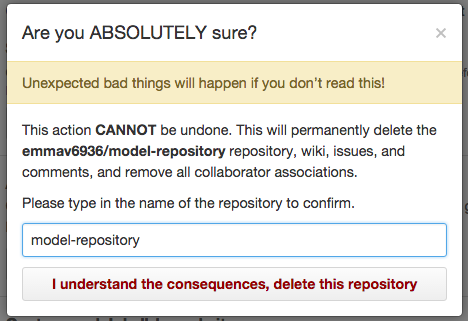 Are you ABSOLUTELY sure?
×
Unexpected bad things will happen if you don't read this!
This action CANNOT be undone. This will permanently delete the
emmav6936/model-repository repository, wiki, issues, and
comments, and remove all collaborator associations.
Please type in the name of the repository to confirm.
model-repository
I understand the consequences, delete this repository